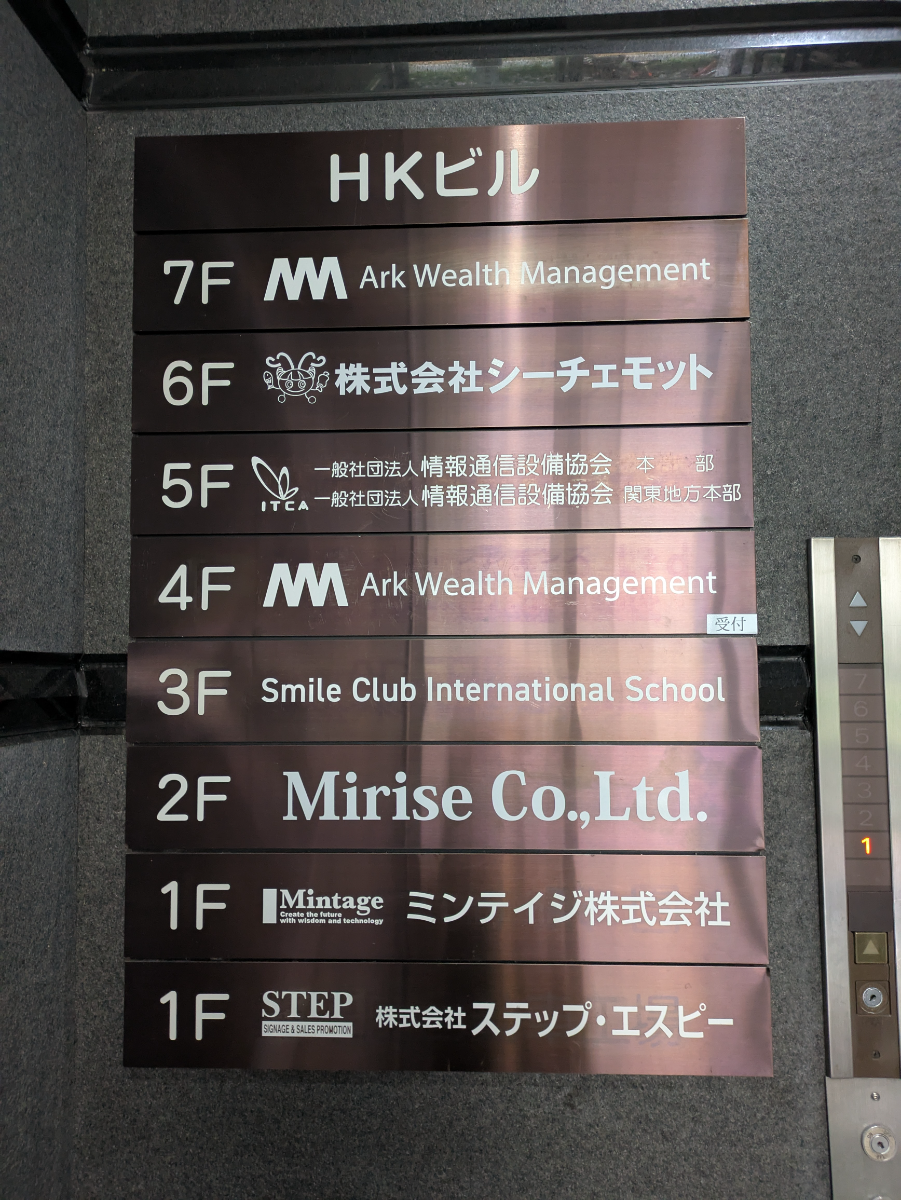 HKビル
7F Ark Wealth Management
6F 株式会社シーチェモット
5F ITCA 一般社団法人 情報通信設備協会 本部
一般社団法人 情報通信設備協会 関東地方本部
4F Ark Wealth Management
受付
3F Smile Club International School
2F Mirise Co.,Ltd.
1F Mintage ミンテイジ株式会社
Create the future
with wisdom and technology
1F STEP 株式会社 ステップ・エスピー
SIGNAGE & SALES PROMOTION
7
6
5
4
3
2
1